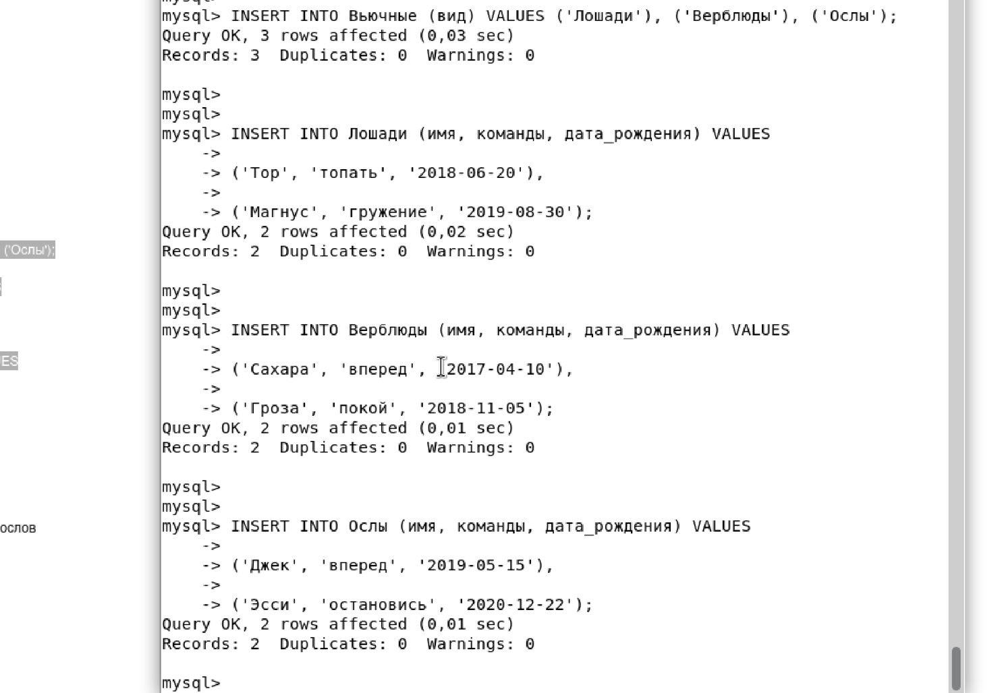 mysql> INSERT INTO Вьючные (вид) VALUES ('Лошади'), ('Верблюды'), ('Ослы');
Query OK, 3 rows affected (0,03 sec)
Records: 3  Duplicates: 0  Warnings: 0
mysql>
mysql>
mysql> INSERT INTO Лошади (имя, команды, дата_рождения) VALUES
->
-> ('Тор', 'топать', '2018-06-20'),
->
-> ('Магнус', 'гружение', '2019-08-30');
Query OK, 2 rows affected (0,02 sec)
('Ослы');
Records: 2  Duplicates: 0  Warnings: 0
mysql>
mysql>
mysql> INSERT INTO Верблюды (имя, команды, дата_рождения) VALUES
->
UES
-> ('Сахара', 'вперед', '2017-04-10'),
->
-> ('Гроза', 'покой', '2018-11-05');
Query OK, 2 rows affected (0,01 sec)
Records: 2  Duplicates: 0  Warnings: 0
mysql>
mysql>
mysql> INSERT INTO Ослы (имя, команды, дата_рождения) VALUES
ослов
->
-> ('Джек', 'вперед', '2019-05-15'),
->
-> ('Эсси', 'остановись', '2020-12-22');
Query OK, 2 rows affected (0,01 sec)
Records: 2  Duplicates: 0  Warnings: 0
mysql>